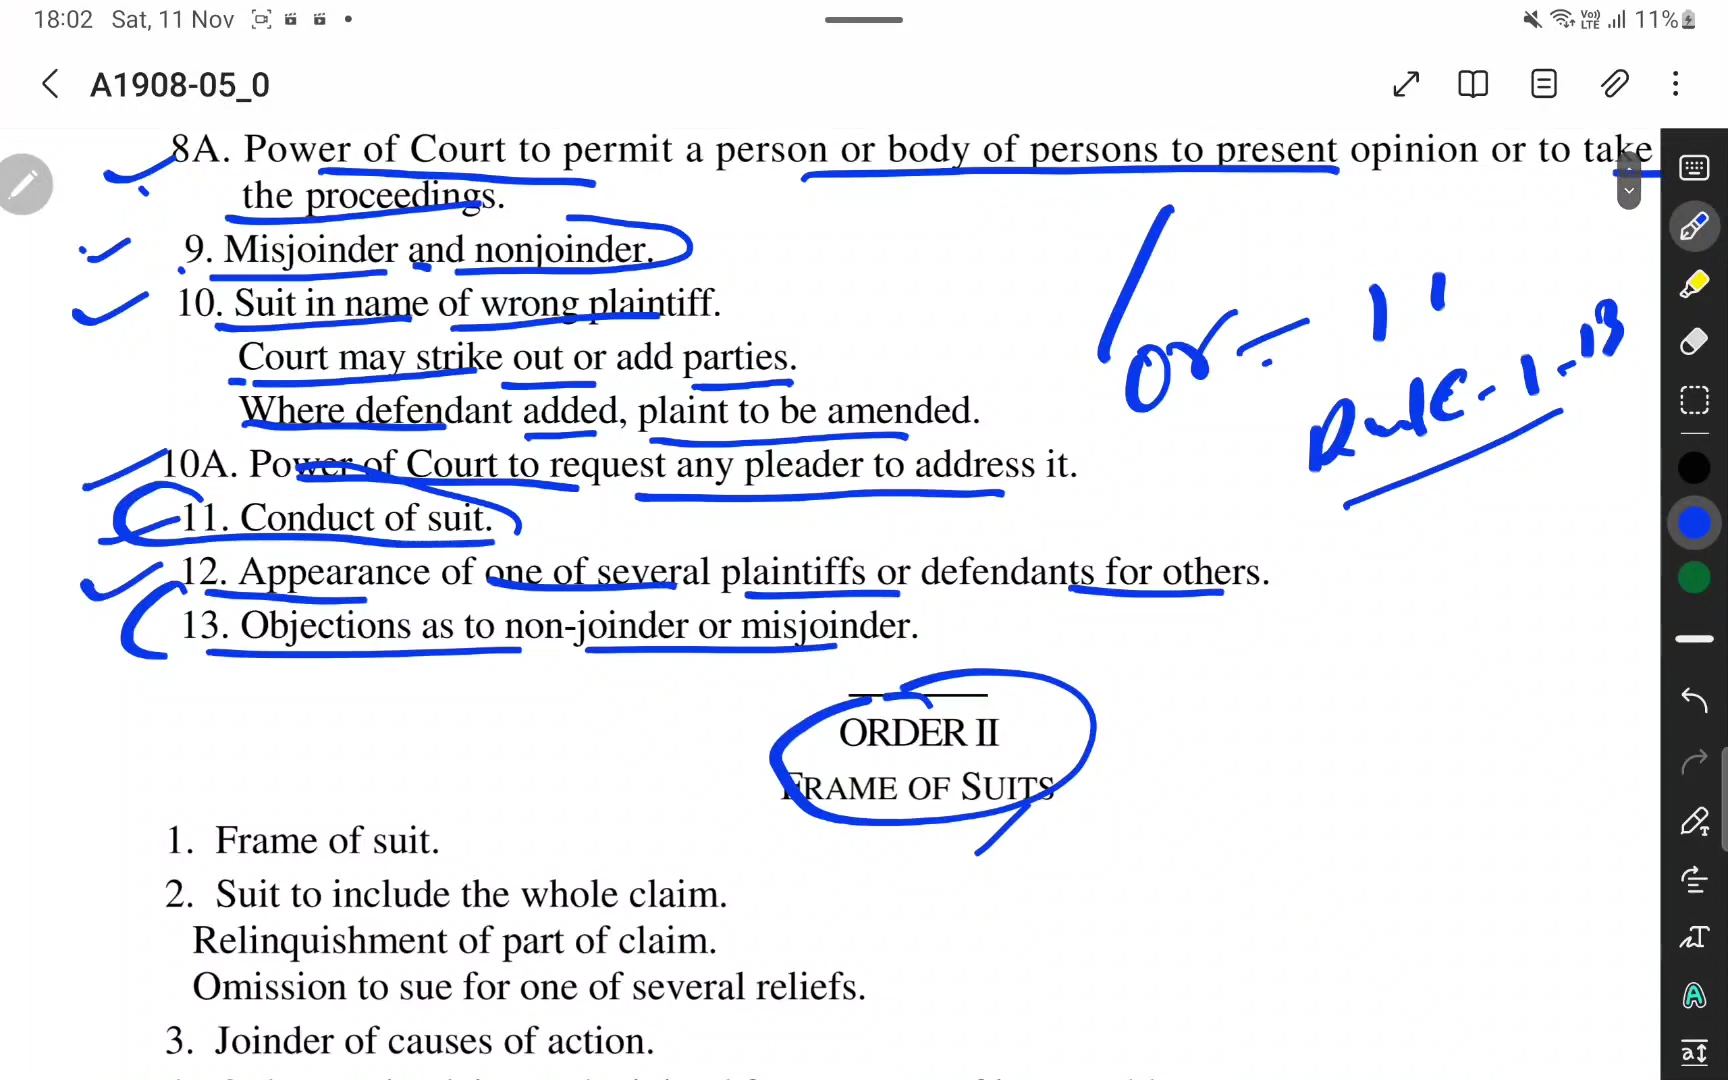 18:02 Sat, 11 Nov
Vo)) LTE 11%
A1908-05_0
8A. Power of Court to permit a person or body of persons to present opinion or to take
the proceedings.
9. Misjoinder and nonjoinder.
10. Suit in name of wrong plaintiff.
Court may strike out or add parties.
Where defendant added, plaint to be amended.
10A. Power of Court to request any pleader to address it.
11. Conduct of suit.
12. Appearance of one of several plaintiffs or defendants for others.
13. Objections as to non-joinder or misjoinder.
or - 1
Rule - 1 - 13
ORDER II
FRAME OF SUITS
1. Frame of suit.
2. Suit to include the whole claim.
Relinquishment of part of claim.
Omission to sue for one of several reliefs.
3. Joinder of causes of action.